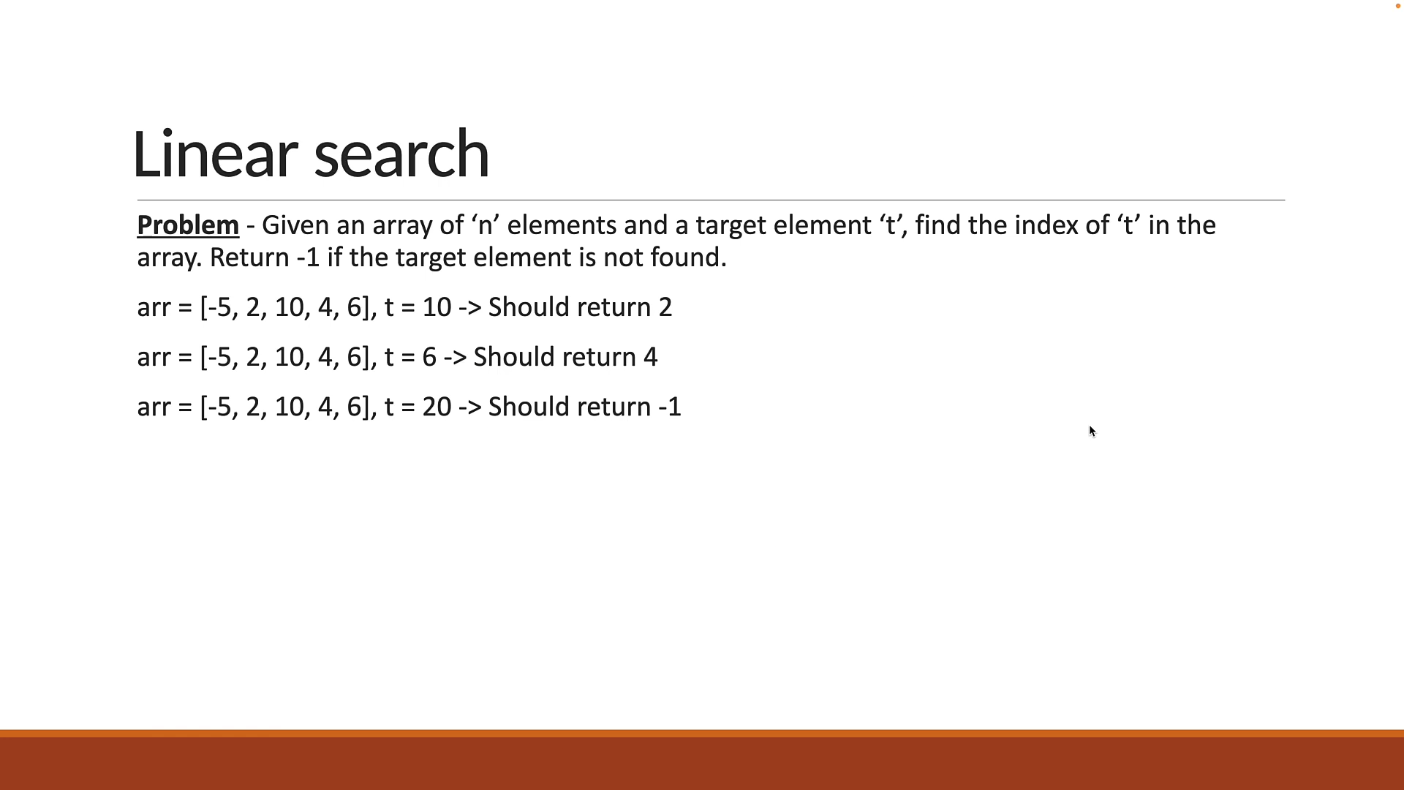 Linear search
Problem - Given an array of ‘n’ elements and a target element ‘t’, find the index of ‘t’ in the
array. Return -1 if the target element is not found.
arr = [-5, 2, 10, 4, 6], t = 10 -> Should return 2
arr = [-5, 2, 10, 4, 6], t = 6 -> Should return 4
arr = [-5, 2, 10, 4, 6], t = 20 -> Should return -1